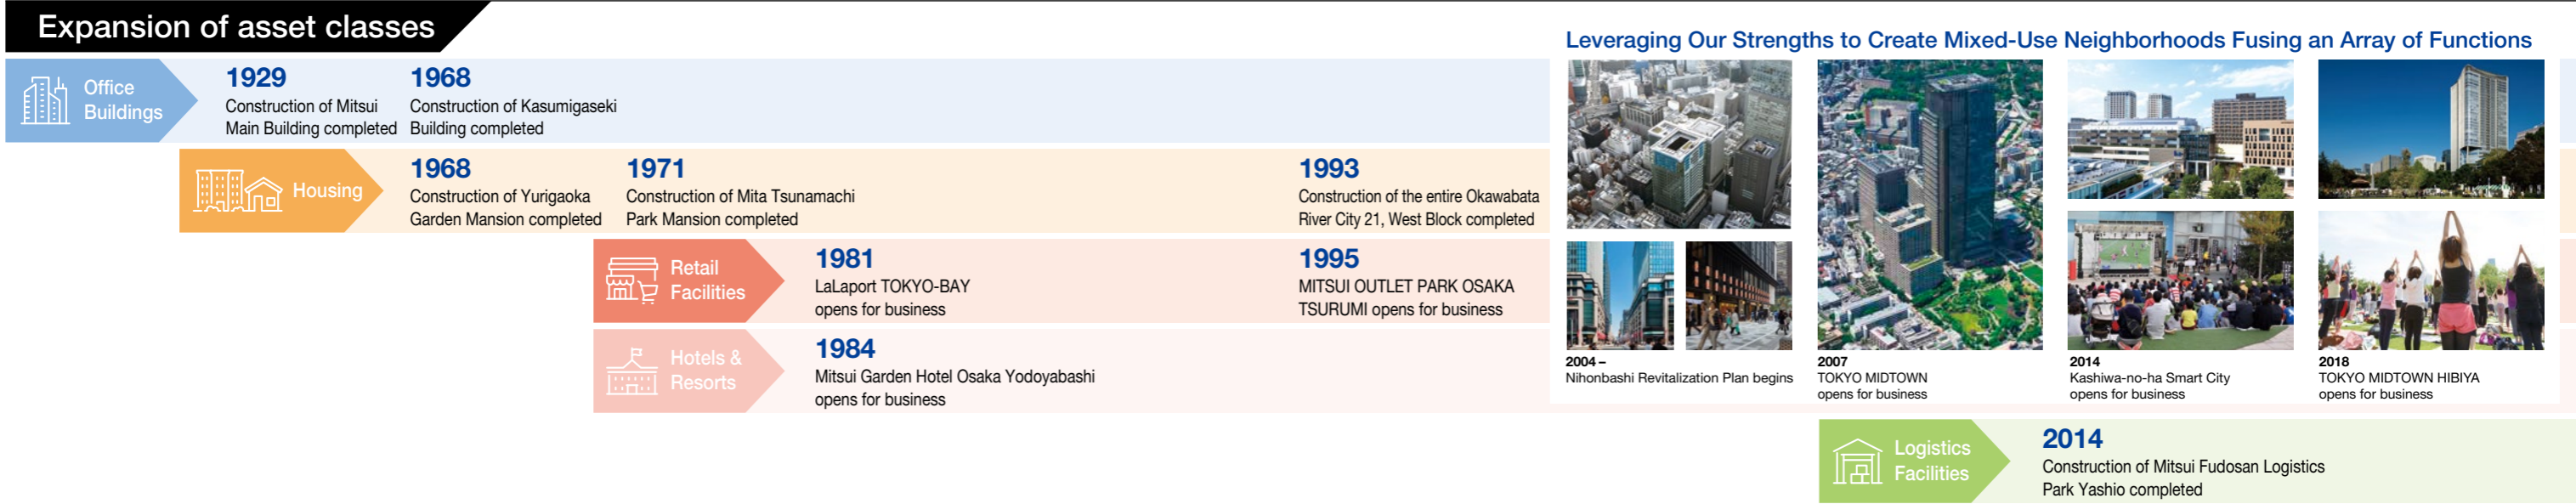 Expansion of asset classes
Leveraging Our Strengths to Create Mixed-Use Neighborhoods Fusing an Array of Functions
Office
Buildings
1929
Construction of Mitsui
Main Building completed
1968
Construction of Kasumigaseki
Building completed
Housing
1968
Construction of Yurigaoka
Garden Mansion completed
1971
Construction of Mita Tsunamachi
Park Mansion completed
1993
Construction of the entire Okawabata
River City 21, West Block completed
Retail
Facilities
1981
LaLaport TOKYO-BAY
opens for business
1995
MITSUI OUTLET PARK OSAKA
TSURUMI opens for business
Hotels &
Resorts
1984
Mitsui Garden Hotel Osaka Yodoyabashi
opens for business
2004 –
Nihonbashi Revitalization Plan begins
2007
TOKYO MIDTOWN
opens for business
2014
Kashiwa-no-ha Smart City
opens for business
2018
TOKYO MIDTOWN HIBIYA
opens for business
Logistics
Facilities
2014
Construction of Mitsui Fudosan Logistics
Park Yashio completed